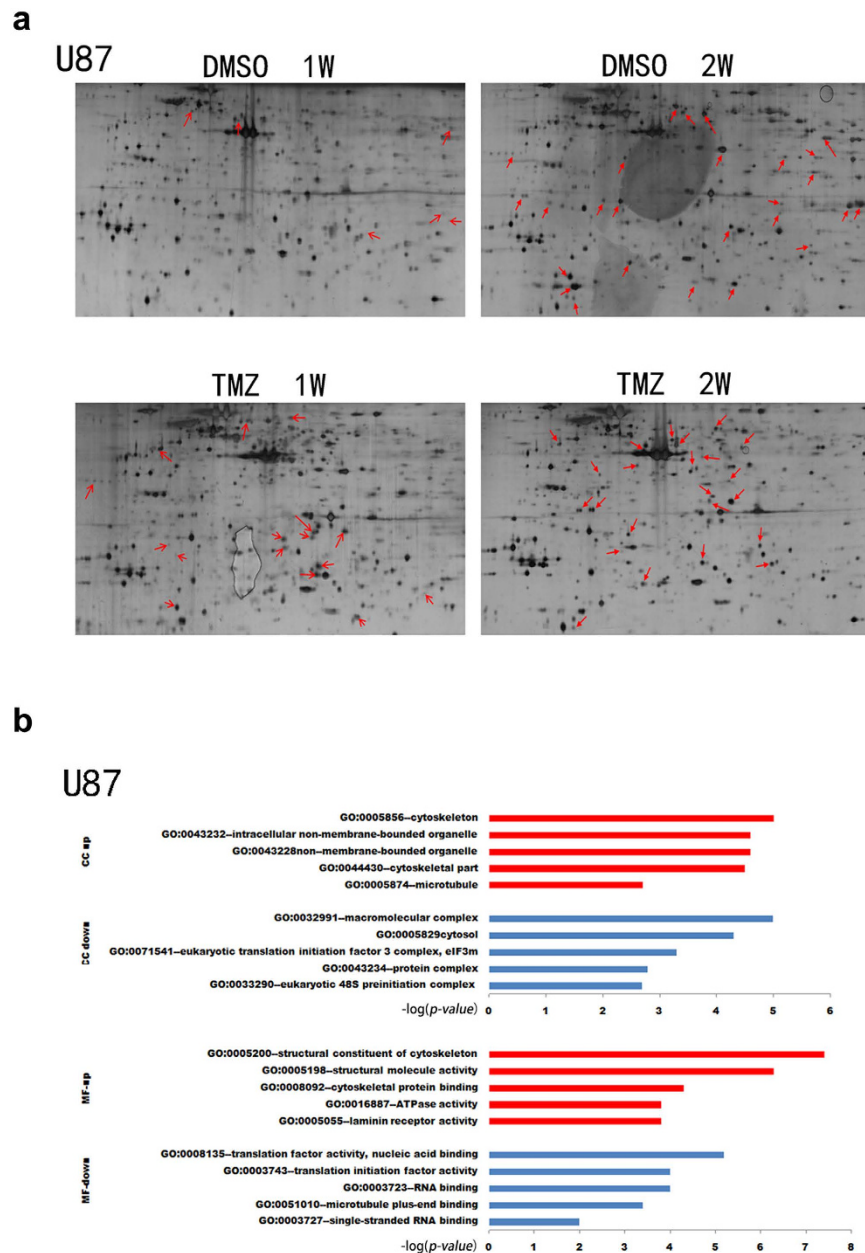 a
U87
DMSO 1W
DMSO 2W
TMZ 1W
TMZ 2W
b
U87
CC up
GO:0005856--cytoskeleton
GO:0043232--intracellular non-membrane-bounded organelle
GO:0043228non--membrane-bounded organelle
GO:0044430--cytoskeletal part
GO:0005874--microtubule
CC down
GO:0032991--macromolecular complex
GO:0005829cytosol
GO:0071541--eukaryotic translation initiation factor 3 complex, eIF3m
GO:0043234--protein complex
GO:0033290--eukaryotic 48S preinitiation complex
-log(p-value) 0 1 2 3 4 5 6
MF-up
GO:0005200--structural constituent of cytoskeleton
GO:0005198--structural molecule activity
GO:0008092--cytoskeletal protein binding
GO:0016887--ATPase activity
GO:0005055--laminin receptor activity
MF-down
GO:0008135--translation factor activity, nucleic acid binding
GO:0003743--translation initiation factor activity
GO:0003723--RNA binding
GO:0051010--microtubule plus-end binding
GO:0003727--single-stranded RNA binding
-log(p-value) 0 1 2 3 4 5 6 7 8